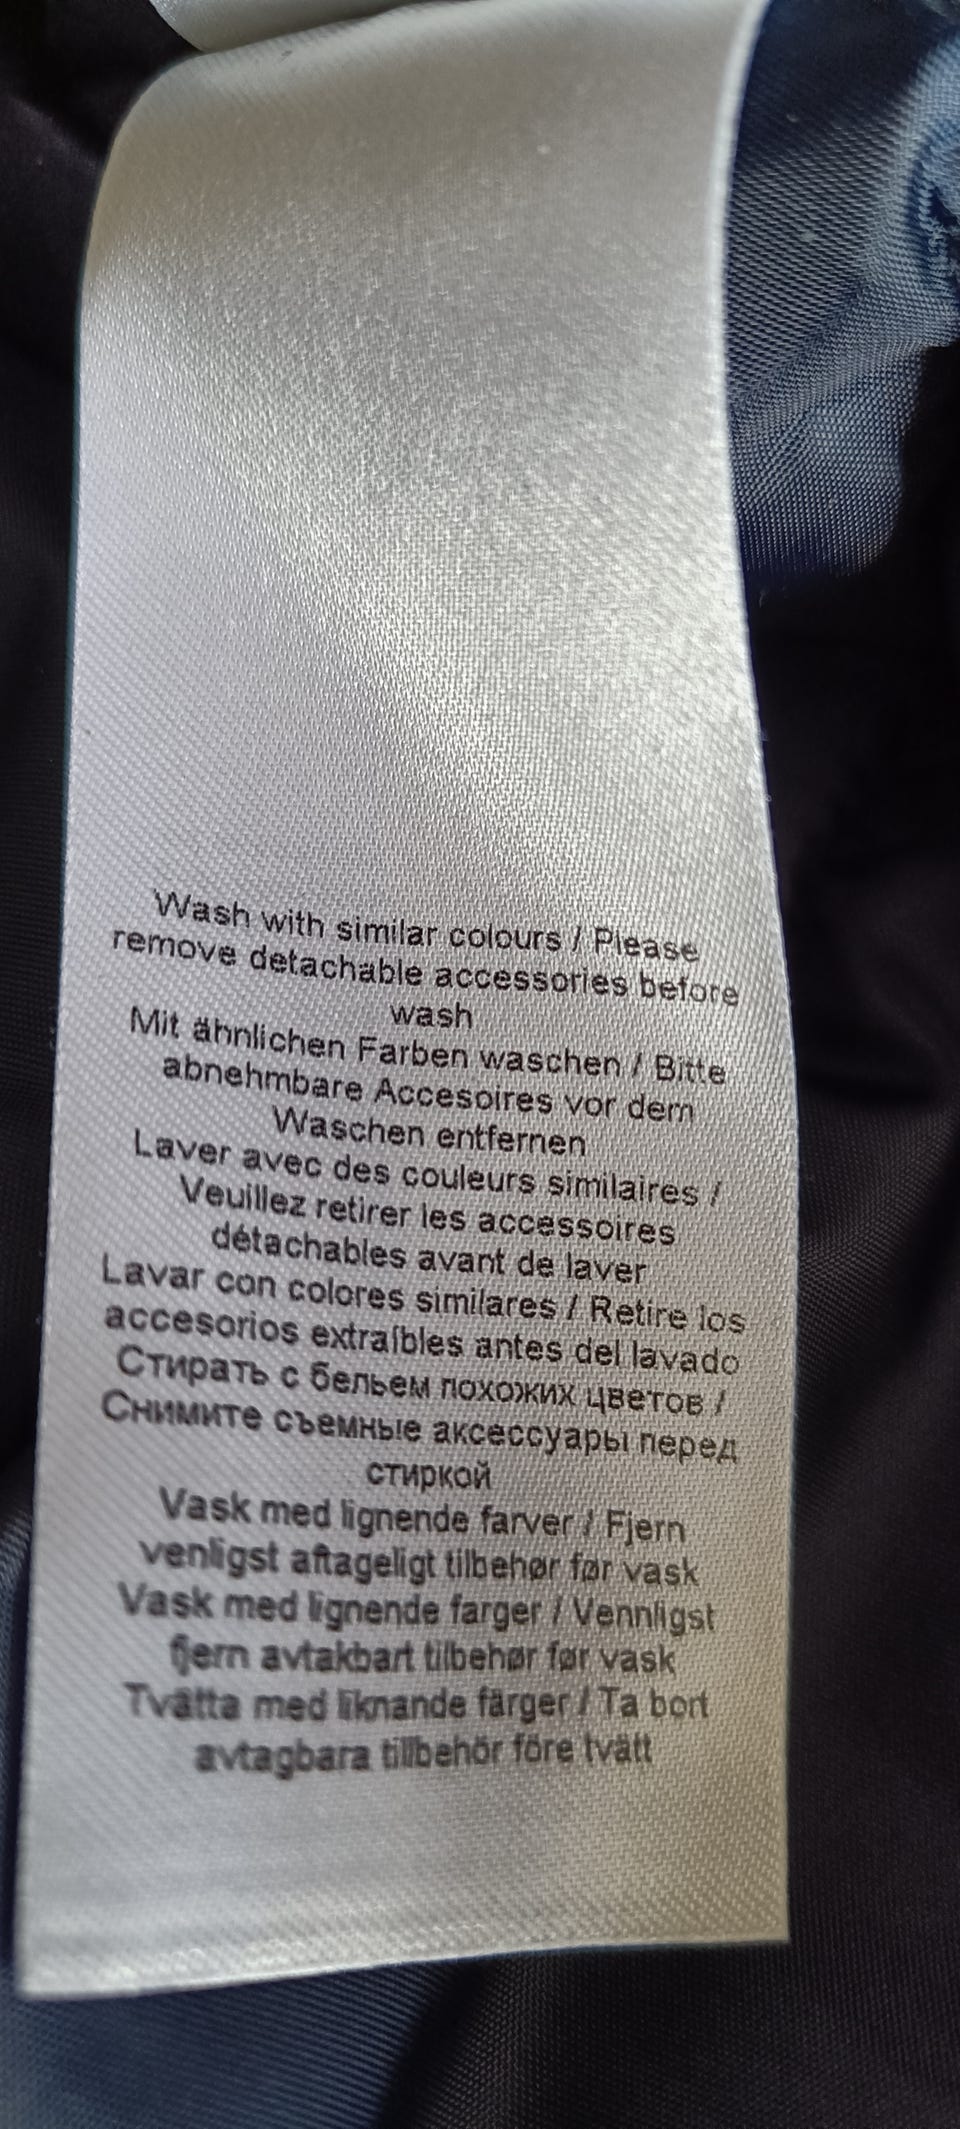 Wash with similar colours / Please
remove detachable accessories before
wash
Mit ähnlichen Farben waschen / Bitte
abnehmbare Accesoires vor dem
Waschen entfernen
Laver avec des couleurs similaires /
Veuillez retirer les accessoires
détachables avant de laver
Lavar con colores similares / Retire los
accesorios extraíbles antes del lavado
Стирать с бельем похожих цветов /
Снимите съемные аксессуары перед
стиркой
Vask med lignende farver / Fjern
venligst aftageligt tilbehør før vask
Vask med lignende farger / Vennligst
fjern avtakbart tilbehør før vask
Tvätta med liknande färger / Ta bort
avtagbara tillbehör före tvätt